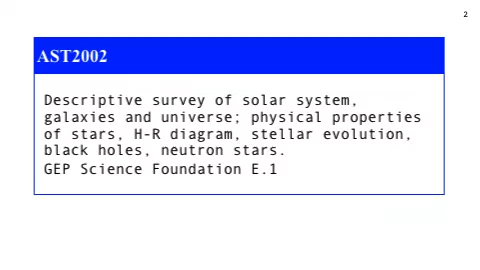 2
AST2002
Descriptive survey of solar system,
galaxies and universe; physical properties
of stars, H-R diagram, stellar evolution,
black holes, neutron stars.
GEP Science Foundation E.1